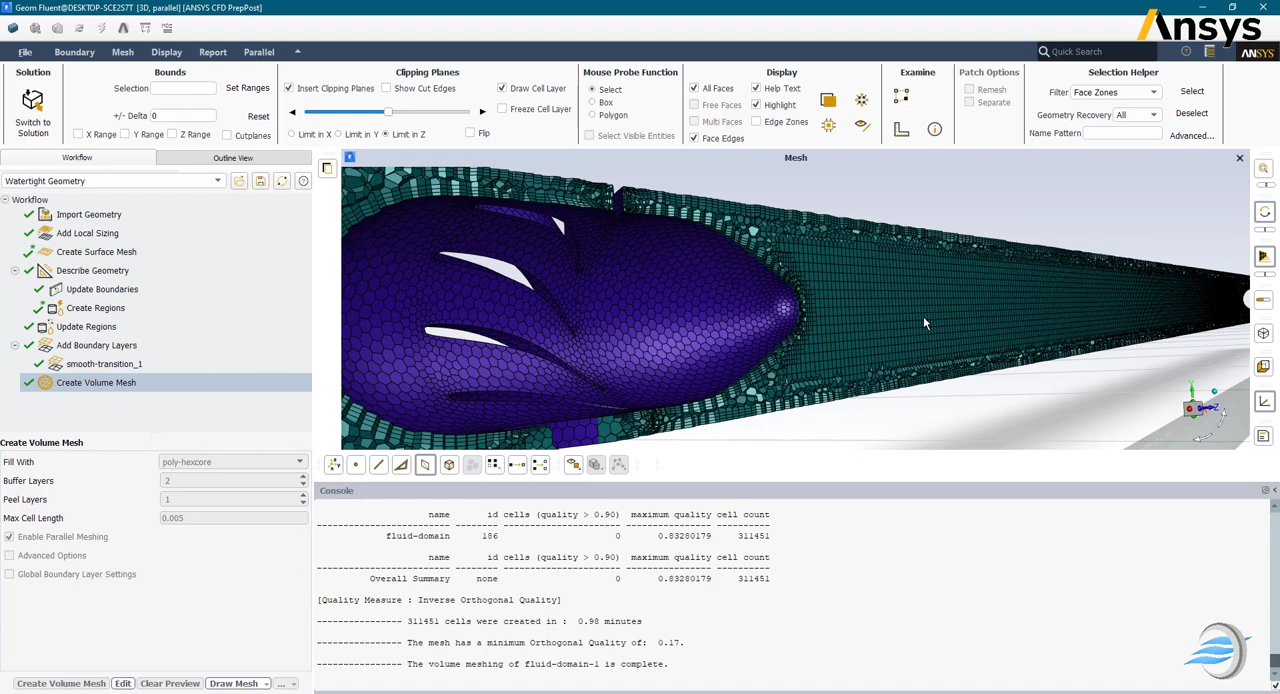 Geom Fluent@DESKTOP-SCE2S7T [3D, parallel] [ANSYS CFD PrepPost]
Ansys
File Boundary Mesh Display Report Parallel
Quick Search
ANSYS
Solution
Switch to
Solution
Bounds
Selection
Set Ranges
+/- Delta 0
Reset
X Range Y Range Z Range Cutplanes
Clipping Planes
Insert Clipping Planes Show Cut Edges Draw Cell Layer
Freeze Cell Layer
Limit in X Limit in Y Limit in Z Flip
Mouse Probe Function
Select
Box
Polygon
Select Visible Entities
Display
All Faces Help Text
Free Faces Highlight
Multi Faces Edge Zones
Face Edges
Examine
Patch Options
Remesh
Separate
Selection Helper
Filter Face Zones Select
Geometry Recovery All Deselect
Name Pattern Advanced...
Workflow Outline View
Mesh
Watertight Geometry
Workflow
Import Geometry
Add Local Sizing
Create Surface Mesh
Describe Geometry
Update Boundaries
Create Regions
Update Regions
Add Boundary Layers
smooth-transition_1
Create Volume Mesh
Y
Z
Create Volume Mesh
Fill With poly-hexcore
Buffer Layers 2
Peel Layers 1
Max Cell Length 0.005
Enable Parallel Meshing
Advanced Options
Global Boundary Layer Settings
Create Volume Mesh Edit Clear Preview Draw Mesh ...
Console
name id cells (quality > 0.90) maximum quality cell count
fluid-domain 186 0 0.83280179 311451
name id cells (quality > 0.90) maximum quality cell count
Overall Summary none 0 0.83280179 311451
[Quality Measure : Inverse Orthogonal Quality]
---------------- 311451 cells were created in : 0.98 minutes
---------------- The mesh has a minimum Orthogonal Quality of: 0.17.
---------------- The volume meshing of fluid-domain-1 is complete.